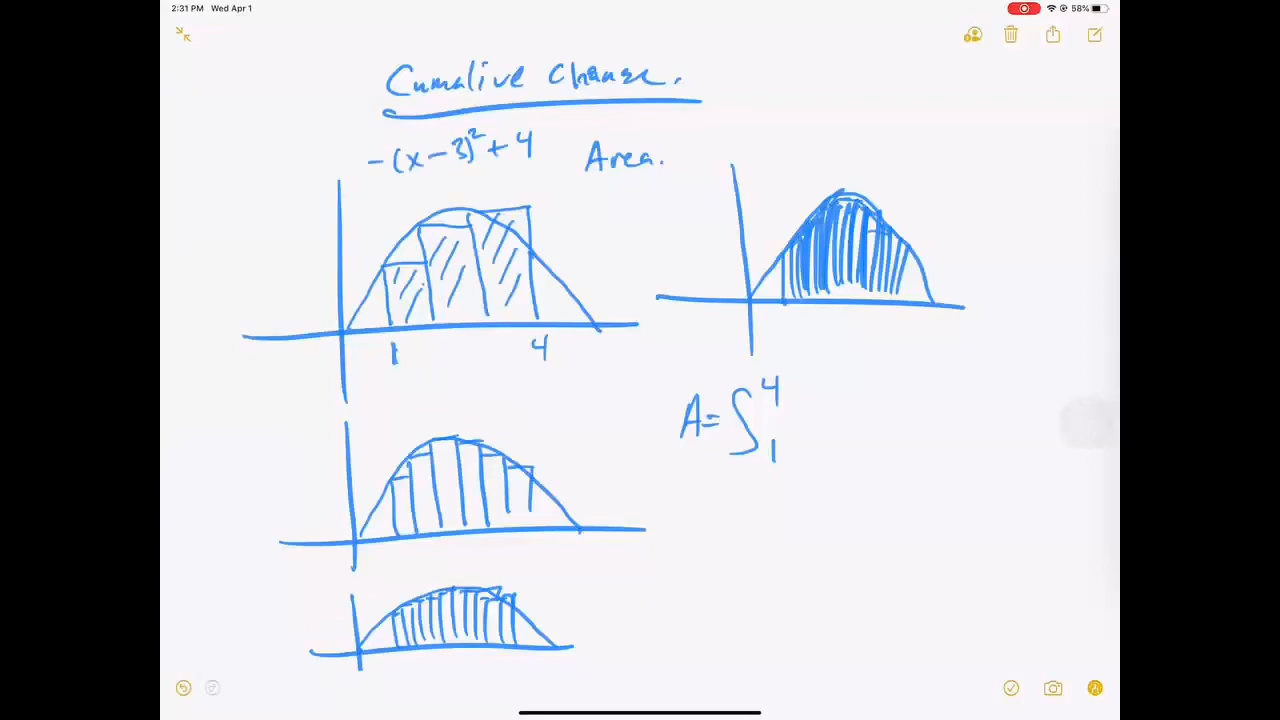 2:31 PM Wed Apr 1
58%
Cumalive Change.
-(x-3)²+4 Area.
1 4
A=∫₁⁴